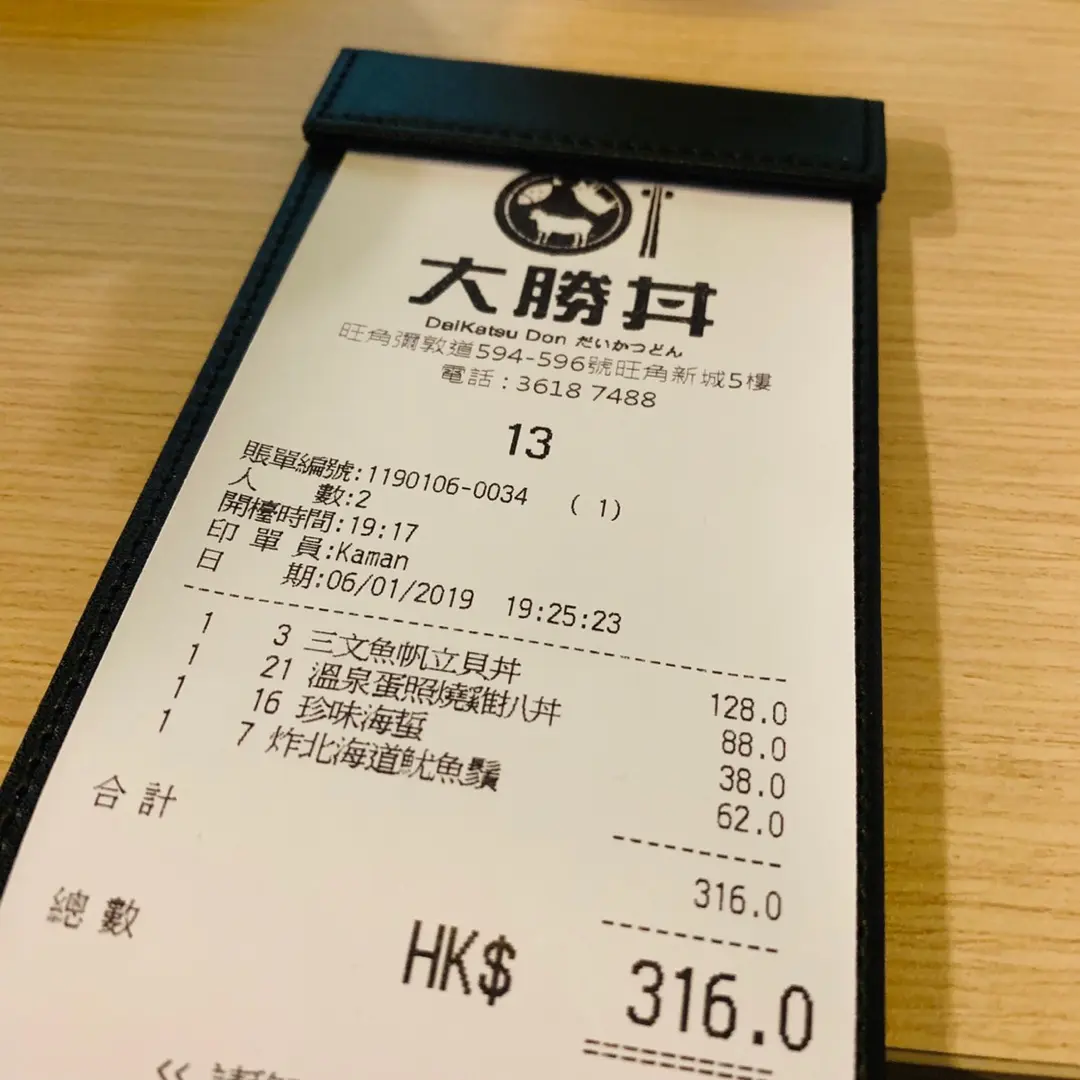 大勝丼
DaiKatsu Don だいかつどん
旺角彌敦道594-596號旺角新城5樓
電話：3618 7488
13
賬單編號:1190106-0034 ( 1)
人 數:2
開檯時間:19:17
印 單 員:Kaman
日 期:06/01/2019 19:25:23
1 3 三文魚帆立貝丼 128.0
1 21 溫泉蛋照燒雞扒丼 88.0
1 16 珍味海蜇 38.0
1 7 炸北海道魷魚鬚 62.0
合 計 316.0
總 數 HK$ 316.0
<<